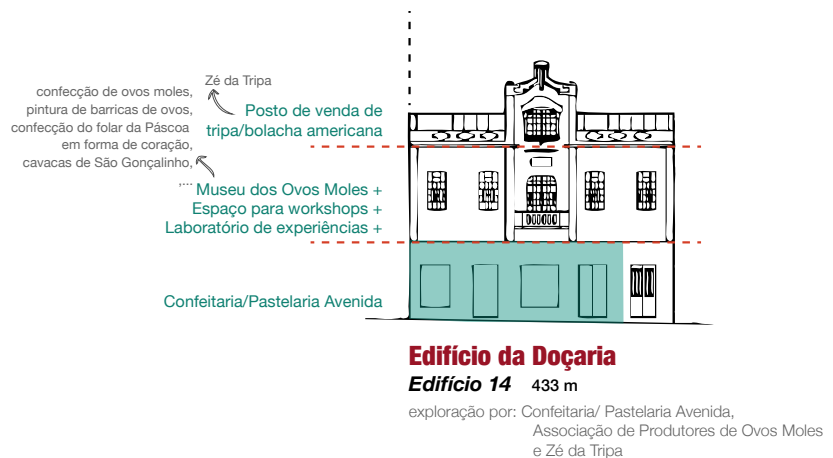 Zé da Tripa
confecção de ovos moles,
pintura de barricas de ovos,
confecção do folar da Páscoa
em forma de coração,
cavacas de São Gonçalinho,
,...
Posto de venda de
tripa/bolacha americana
Museu dos Ovos Moles +
Espaço para workshops +
Laboratório de experiências +
Confeitaria/Pastelaria Avenida
Edifício da Doçaria
Edifício 14 433 m
exploração por: Confeitaria/ Pastelaria Avenida,
Associação de Produtores de Ovos Moles
e Zé da Tripa